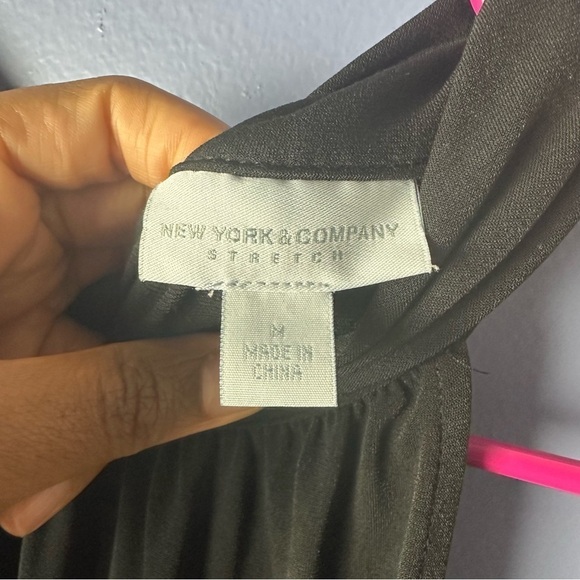 NEW YORK & COMPANY
STRETCH
M
MADE IN
CHINA